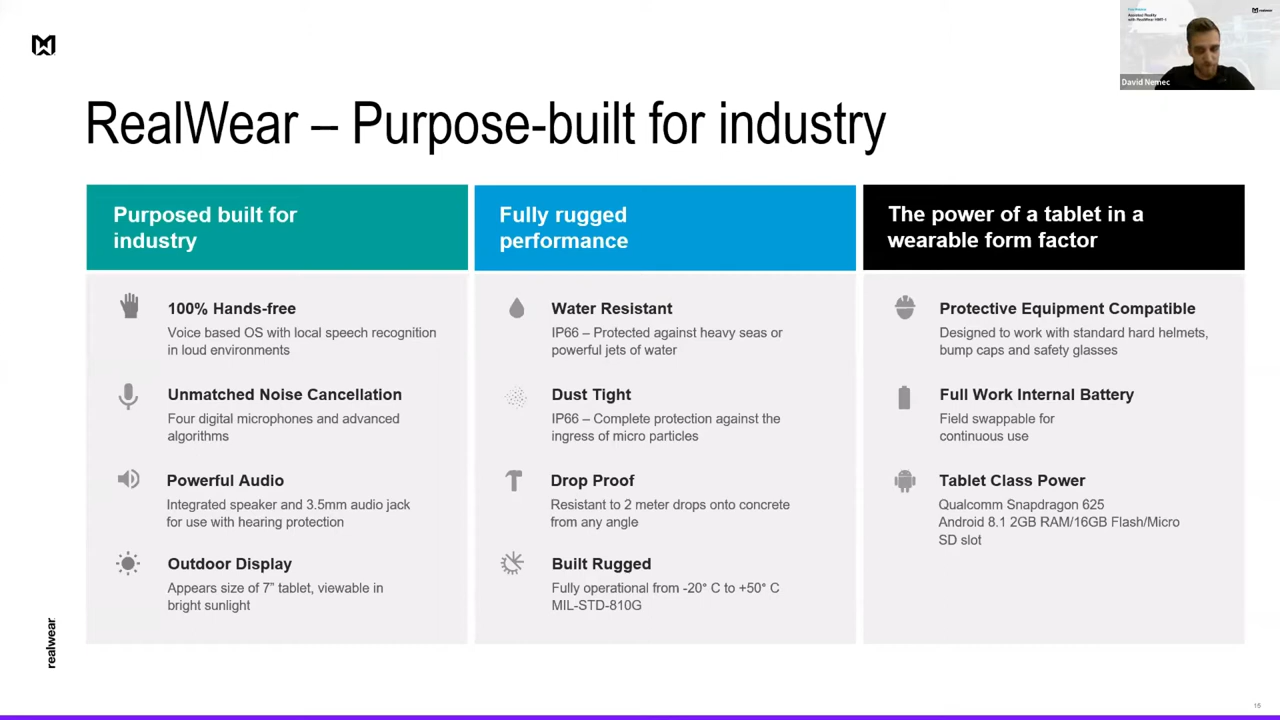 Assisted Reality
with RealWear HMT-1
realwear
David Nemec
RealWear – Purpose-built for industry
Purposed built for
industry
100% Hands-free
Voice based OS with local speech recognition
in loud environments
Unmatched Noise Cancellation
Four digital microphones and advanced
algorithms
Powerful Audio
Integrated speaker and 3.5mm audio jack
for use with hearing protection
Outdoor Display
Appears size of 7” tablet, viewable in
bright sunlight
Fully rugged
performance
Water Resistant
IP66 – Protected against heavy seas or
powerful jets of water
Dust Tight
IP66 – Complete protection against the
ingress of micro particles
Drop Proof
Resistant to 2 meter drops onto concrete
from any angle
Built Rugged
Fully operational from -20° C to +50° C
MIL-STD-810G
The power of a tablet in a
wearable form factor
Protective Equipment Compatible
Designed to work with standard hard helmets,
bump caps and safety glasses
Full Work Internal Battery
Field swappable for
continuous use
Tablet Class Power
Qualcomm Snapdragon 625
Android 8.1 2GB RAM/16GB Flash/Micro
SD slot
realwear
15